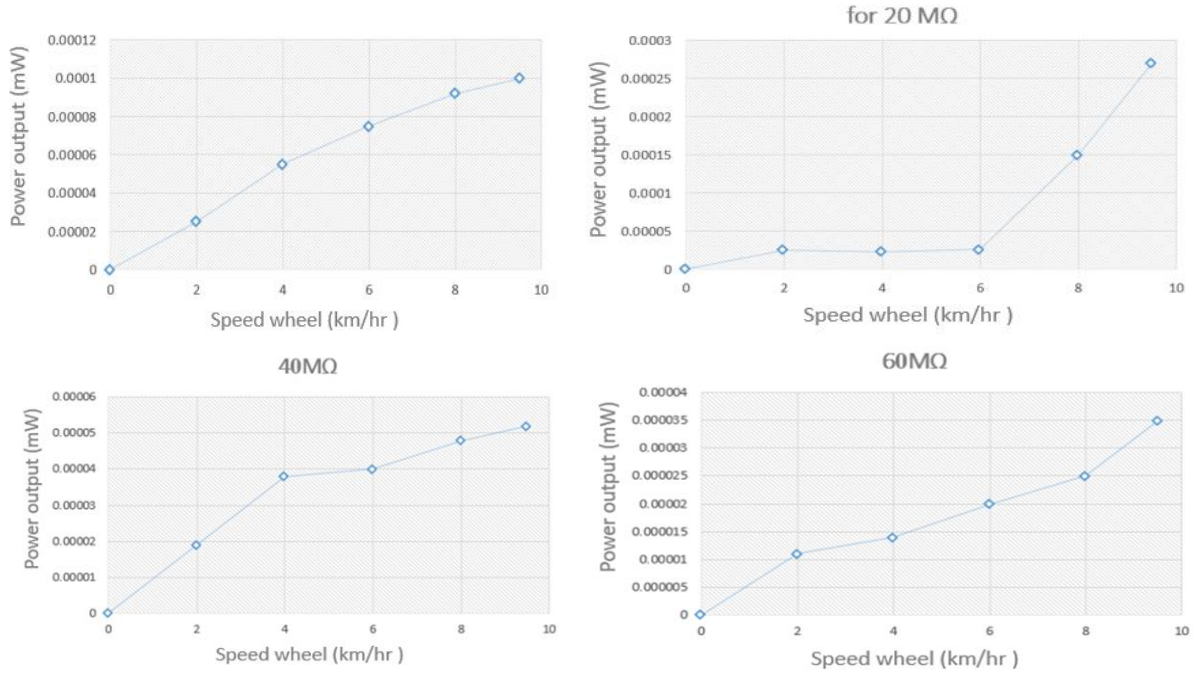 Power output (mW)
0.00012
0.0001
0.00008
0.00006
0.00004
0.00002
0
0 2 4 6 8 10
Speed wheel (km/hr )
for 20 MΩ
Power output (mW)
0.0003
0.00025
0.0002
0.00015
0.0001
0.00005
0
0 2 4 6 8 10
Speed wheel (km/hr )
40MΩ
Power output (mW)
0.00006
0.00005
0.00004
0.00003
0.00002
0.00001
0
0 2 4 6 8 10
Speed wheel (km/hr )
60MΩ
Power output (mW)
0.00004
0.000035
0.00003
0.000025
0.00002
0.000015
0.00001
0.000005
0
0 2 4 6 8 10
Speed wheel (km/hr )